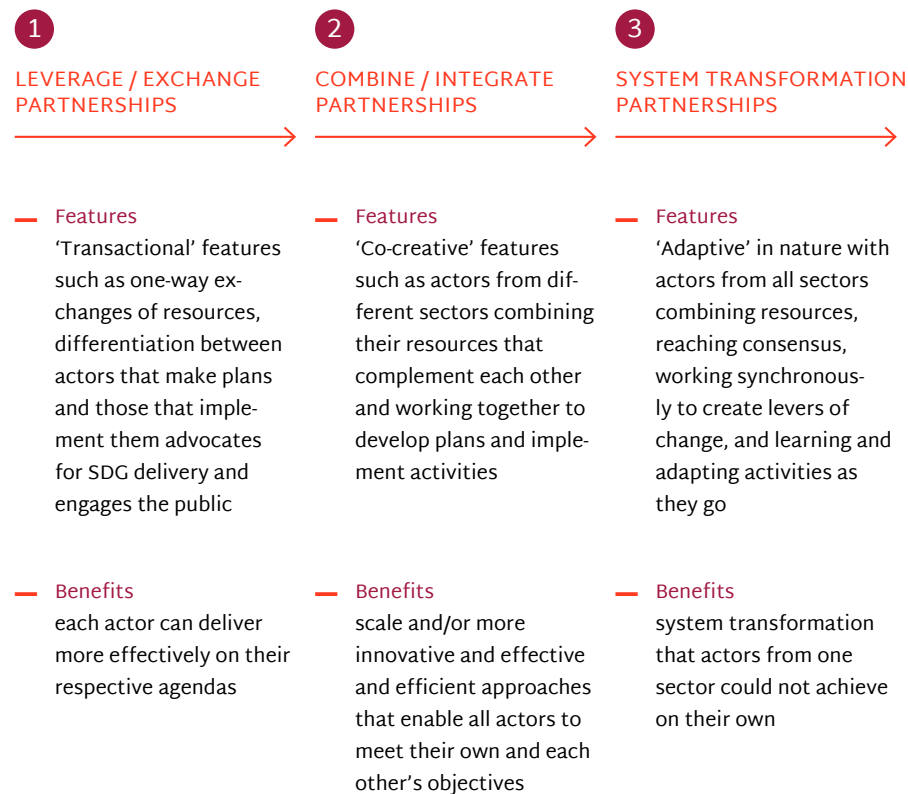 1
LEVERAGE / EXCHANGE
PARTNERSHIPS
Features
‘Transactional’ features
such as one-way ex-
changes of resources,
differentiation between
actors that make plans
and those that imple-
ment them advocates
for SDG delivery and
engages the public
Benefits
each actor can deliver
more effectively on their
respective agendas
2
COMBINE / INTEGRATE
PARTNERSHIPS
Features
‘Co-creative’ features
such as actors from dif-
ferent sectors combining
their resources that
complement each other
and working together to
develop plans and imple-
ment activities
Benefits
scale and/or more
innovative and effective
and efficient approaches
that enable all actors to
meet their own and each
other’s objectives
3
SYSTEM TRANSFORMATION
PARTNERSHIPS
Features
‘Adaptive’ in nature with
actors from all sectors
combining resources,
reaching consensus,
working synchronous-
ly to create levers of
change, and learning and
adapting activities as
they go
Benefits
system transformation
that actors from one
sector could not achieve
on their own